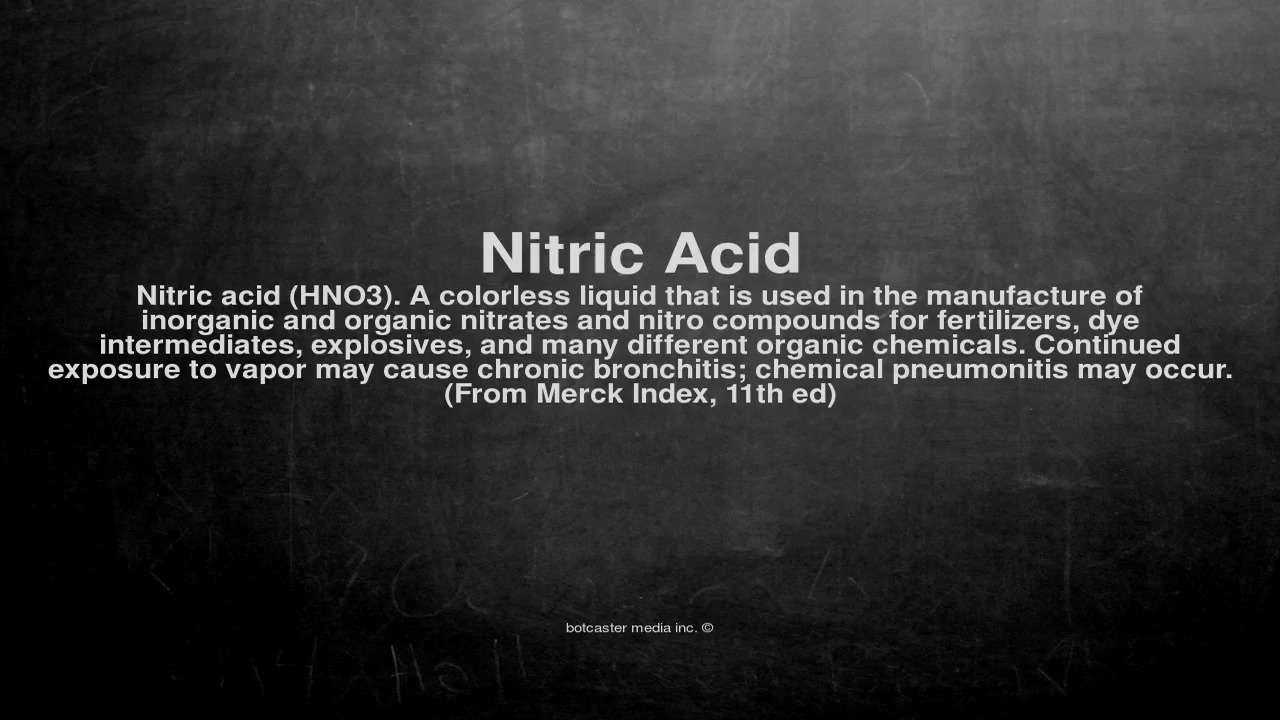 Nitric Acid
Nitric acid (HNO3). A colorless liquid that is used in the manufacture of
inorganic and organic nitrates and nitro compounds for fertilizers, dye
intermediates, explosives, and many different organic chemicals. Continued
exposure to vapor may cause chronic bronchitis; chemical pneumonitis may occur.
(From Merck Index, 11th ed)
botcaster media inc. ©